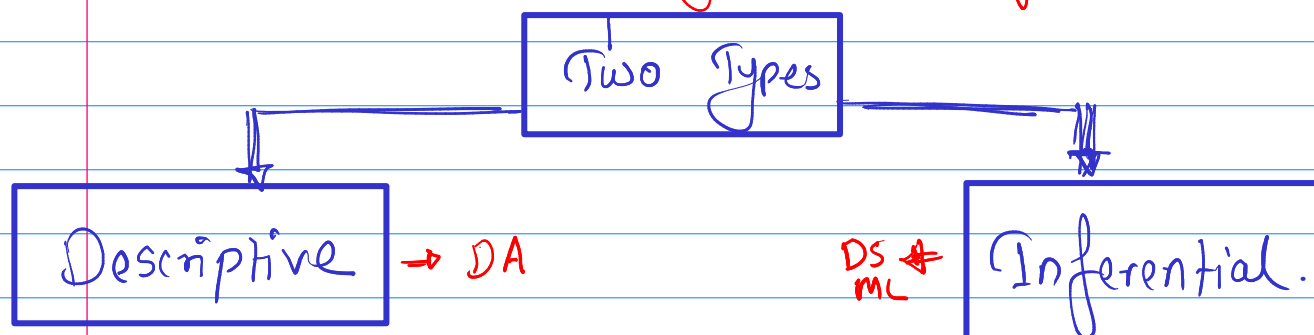 Two Types
Descriptive → DA
DS ← Inferential.
ML